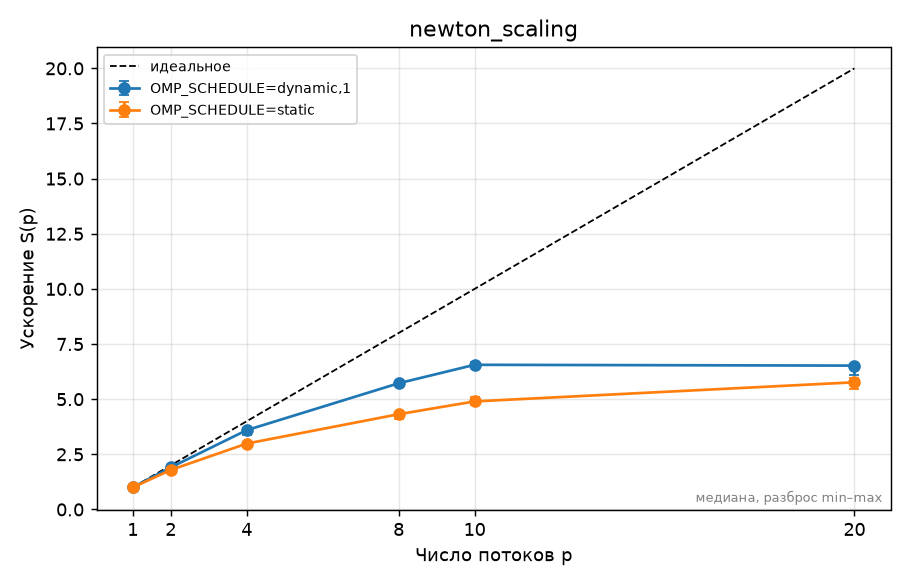 newton_scaling
идеальное
OMP_SCHEDULE=dynamic,1
OMP_SCHEDULE=static
Ускорение S(p)
20.0
17.5
15.0
12.5
10.0
7.5
5.0
2.5
0.0
медиана, разброс min–max
1 2 4 8 10 20
Число потоков p